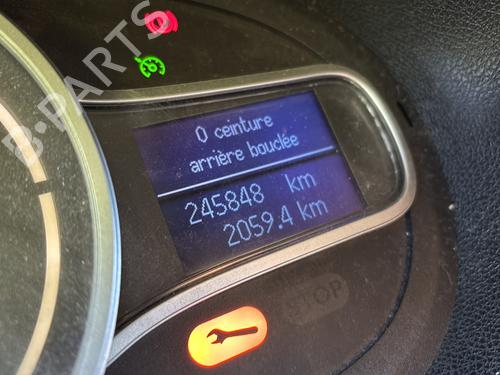 B-PARTS
0 ceinture
arrière bouclée
245848 km
2059.4 km
STOP